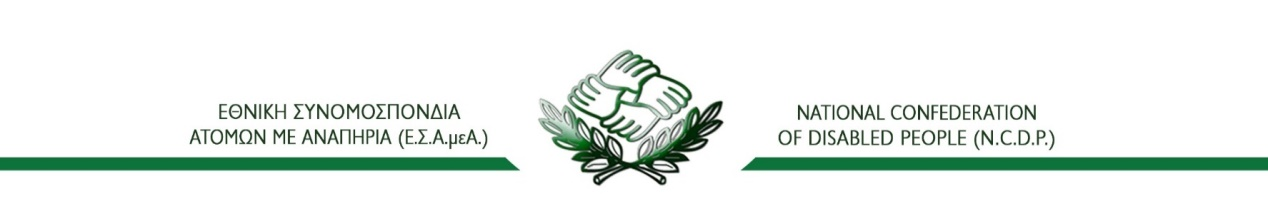 ΕΘΝΙΚΗ ΣΥΝΟΜΟΣΠΟΝΔΙΑ
ΑΤΟΜΩΝ ΜΕ ΑΝΑΠΗΡΙΑ (Ε.Σ.Α.μεΑ.)
NATIONAL CONFEDERATION
OF DISABLED PEOPLE (N.C.D.P.)